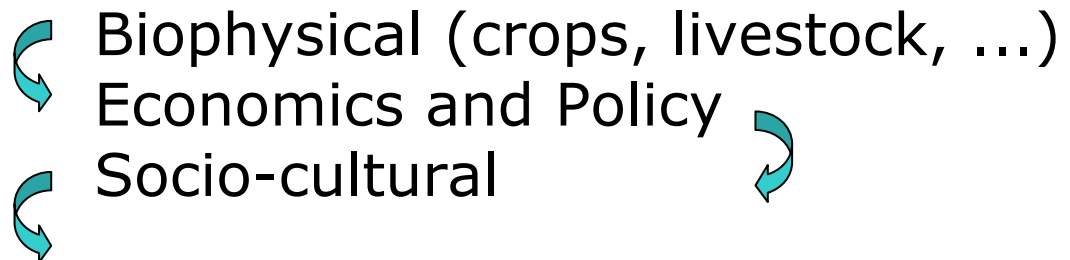 Biophysical (crops, livestock, ...)
Economics and Policy
Socio-cultural